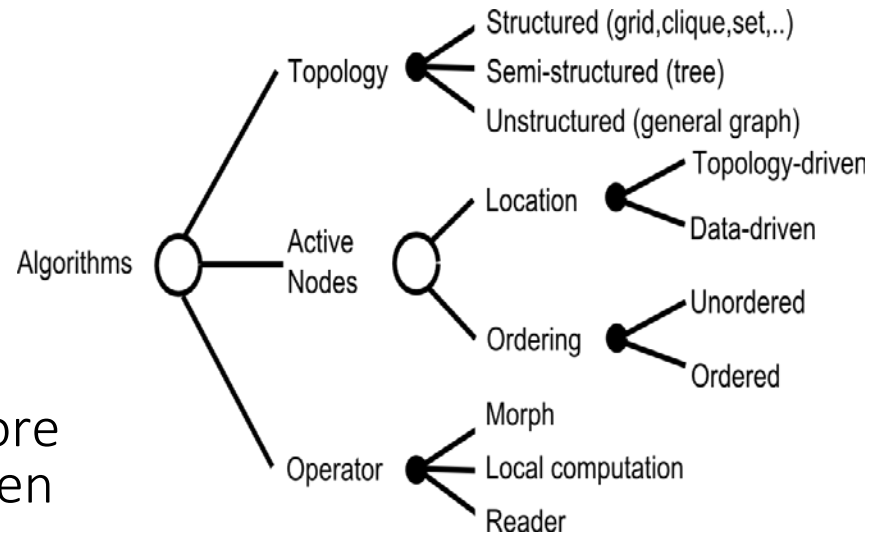 Structured (grid,clique,set,..)
Topology
Semi-structured (tree)
Unstructured (general graph)
Topology-driven
Location
Data-driven
Active
Nodes
Algorithms
Unordered
Ordering
Ordered
Morph
Operator
Local computation
Reader
ore
en